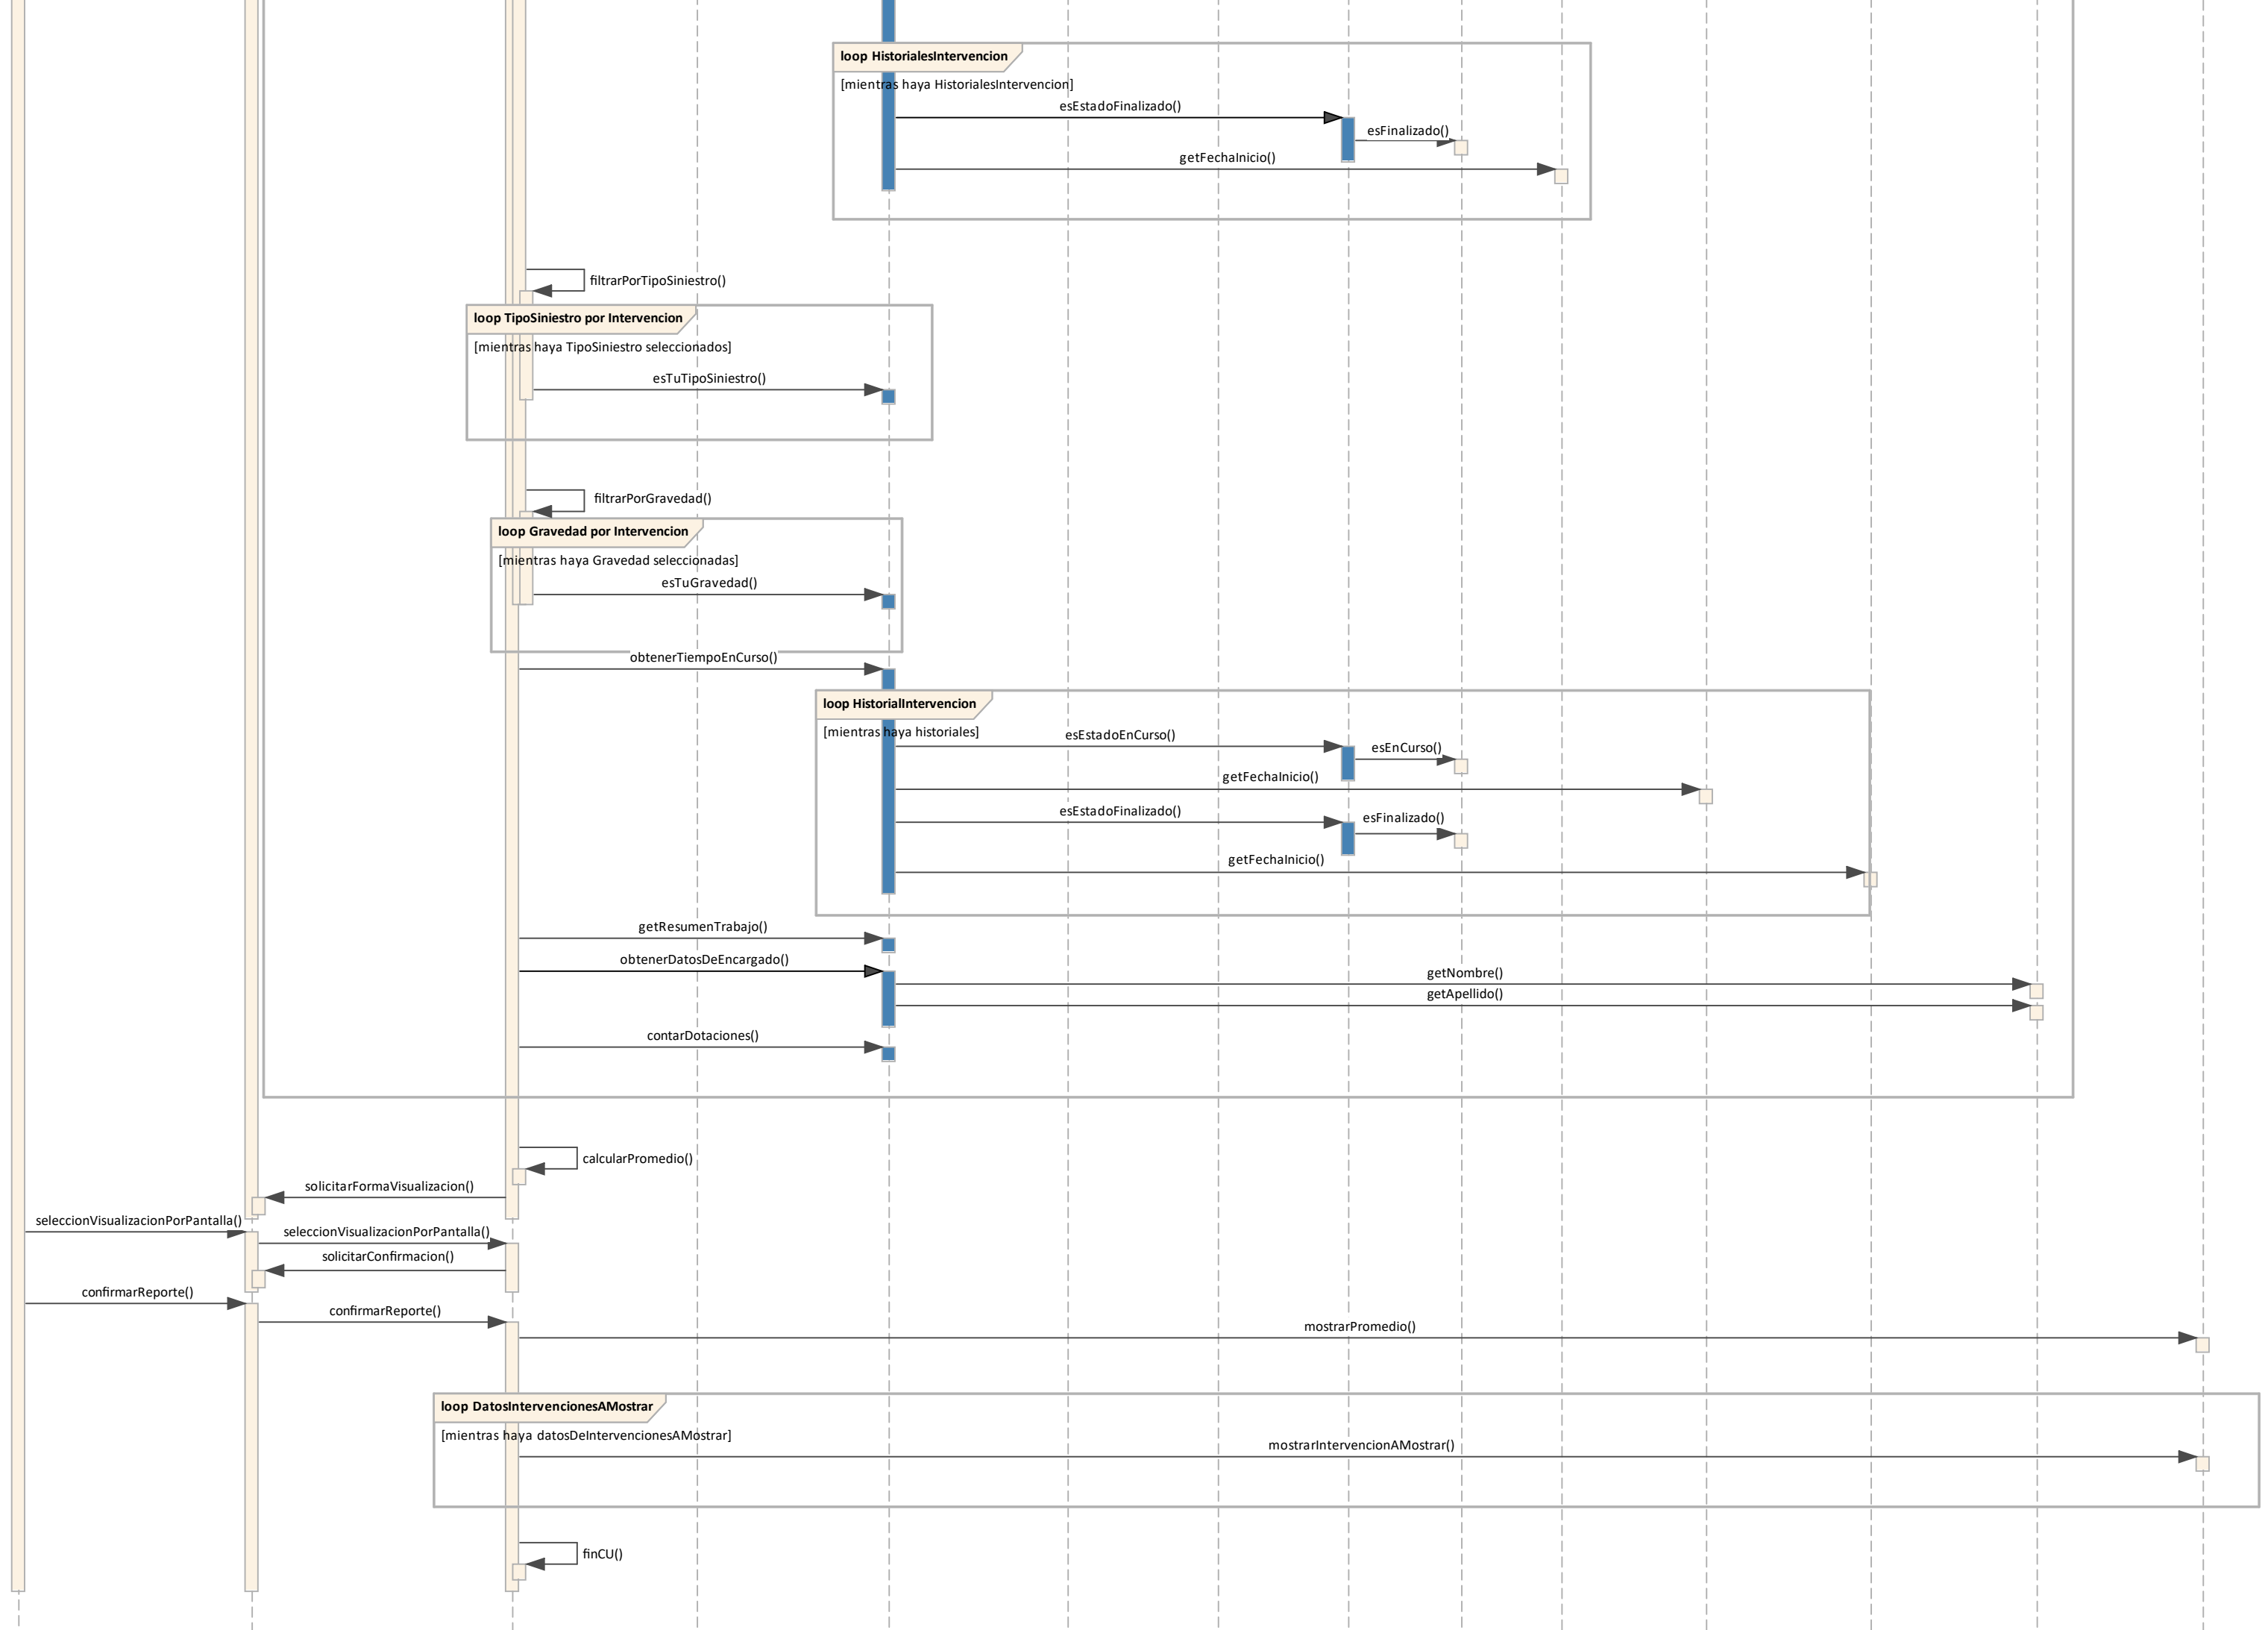 loop HistorialesIntervencion
[mientras haya HistorialesIntervencion]
esEstadoFinalizado()
esFinalizado()
getFechaInicio()
filtrarPorTipoSiniestro()
loop TipoSiniestro por Intervencion
[mientras haya TipoSiniestro seleccionados]
esTuTipoSiniestro()
filtrarPorGravedad()
loop Gravedad por Intervencion
[mientras haya Gravedad seleccionadas]
esTuGravedad()
obtenerTiempoEnCurso()
loop HistorialIntervencion
[mientras haya historiales]
esEstadoEnCurso()
esEnCurso()
getFechaInicio()
esEstadoFinalizado()
esFinalizado()
getFechaInicio()
getResumenTrabajo()
obtenerDatosDeEncargado()
getNombre()
getApellido()
contarDotaciones()
calcularPromedio()
solicitarFormaVisualizacion()
seleccionVisualizacionPorPantalla()
seleccionVisualizacionPorPantalla()
solicitarConfirmacion()
confirmarReporte()
confirmarReporte()
mostrarPromedio()
loop DatosIntervencionesAMostrar
[mientras haya datosDeIntervencionesAMostrar]
mostrarIntervencionAMostrar()
finCU()